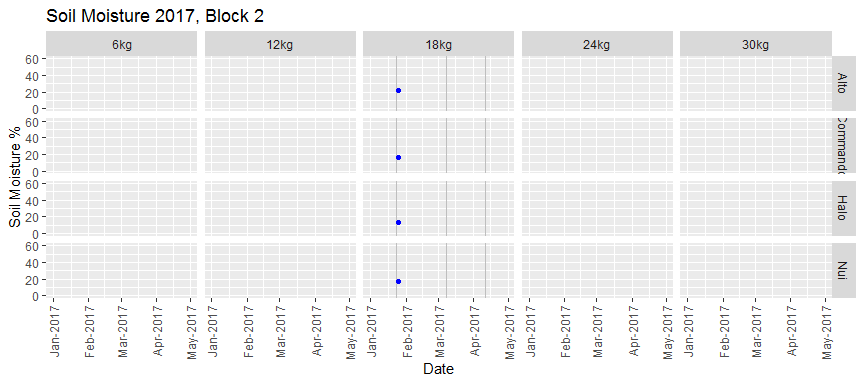 Soil Moisture 2017, Block 2
6kg 12kg 18kg 24kg 30kg
Soil Moisture %
60
40
20
0
Alto
60
40
20
0
Commando
60
40
20
0
Halo
60
40
20
0
Nui
Jan-2017 Feb-2017 Mar-2017 Apr-2017 May-2017 Jan-2017 Feb-2017 Mar-2017 Apr-2017 May-2017 Jan-2017 Feb-2017 Mar-2017 Apr-2017 May-2017 Jan-2017 Feb-2017 Mar-2017 Apr-2017 May-2017 Jan-2017 Feb-2017 Mar-2017 Apr-2017 May-2017
Date